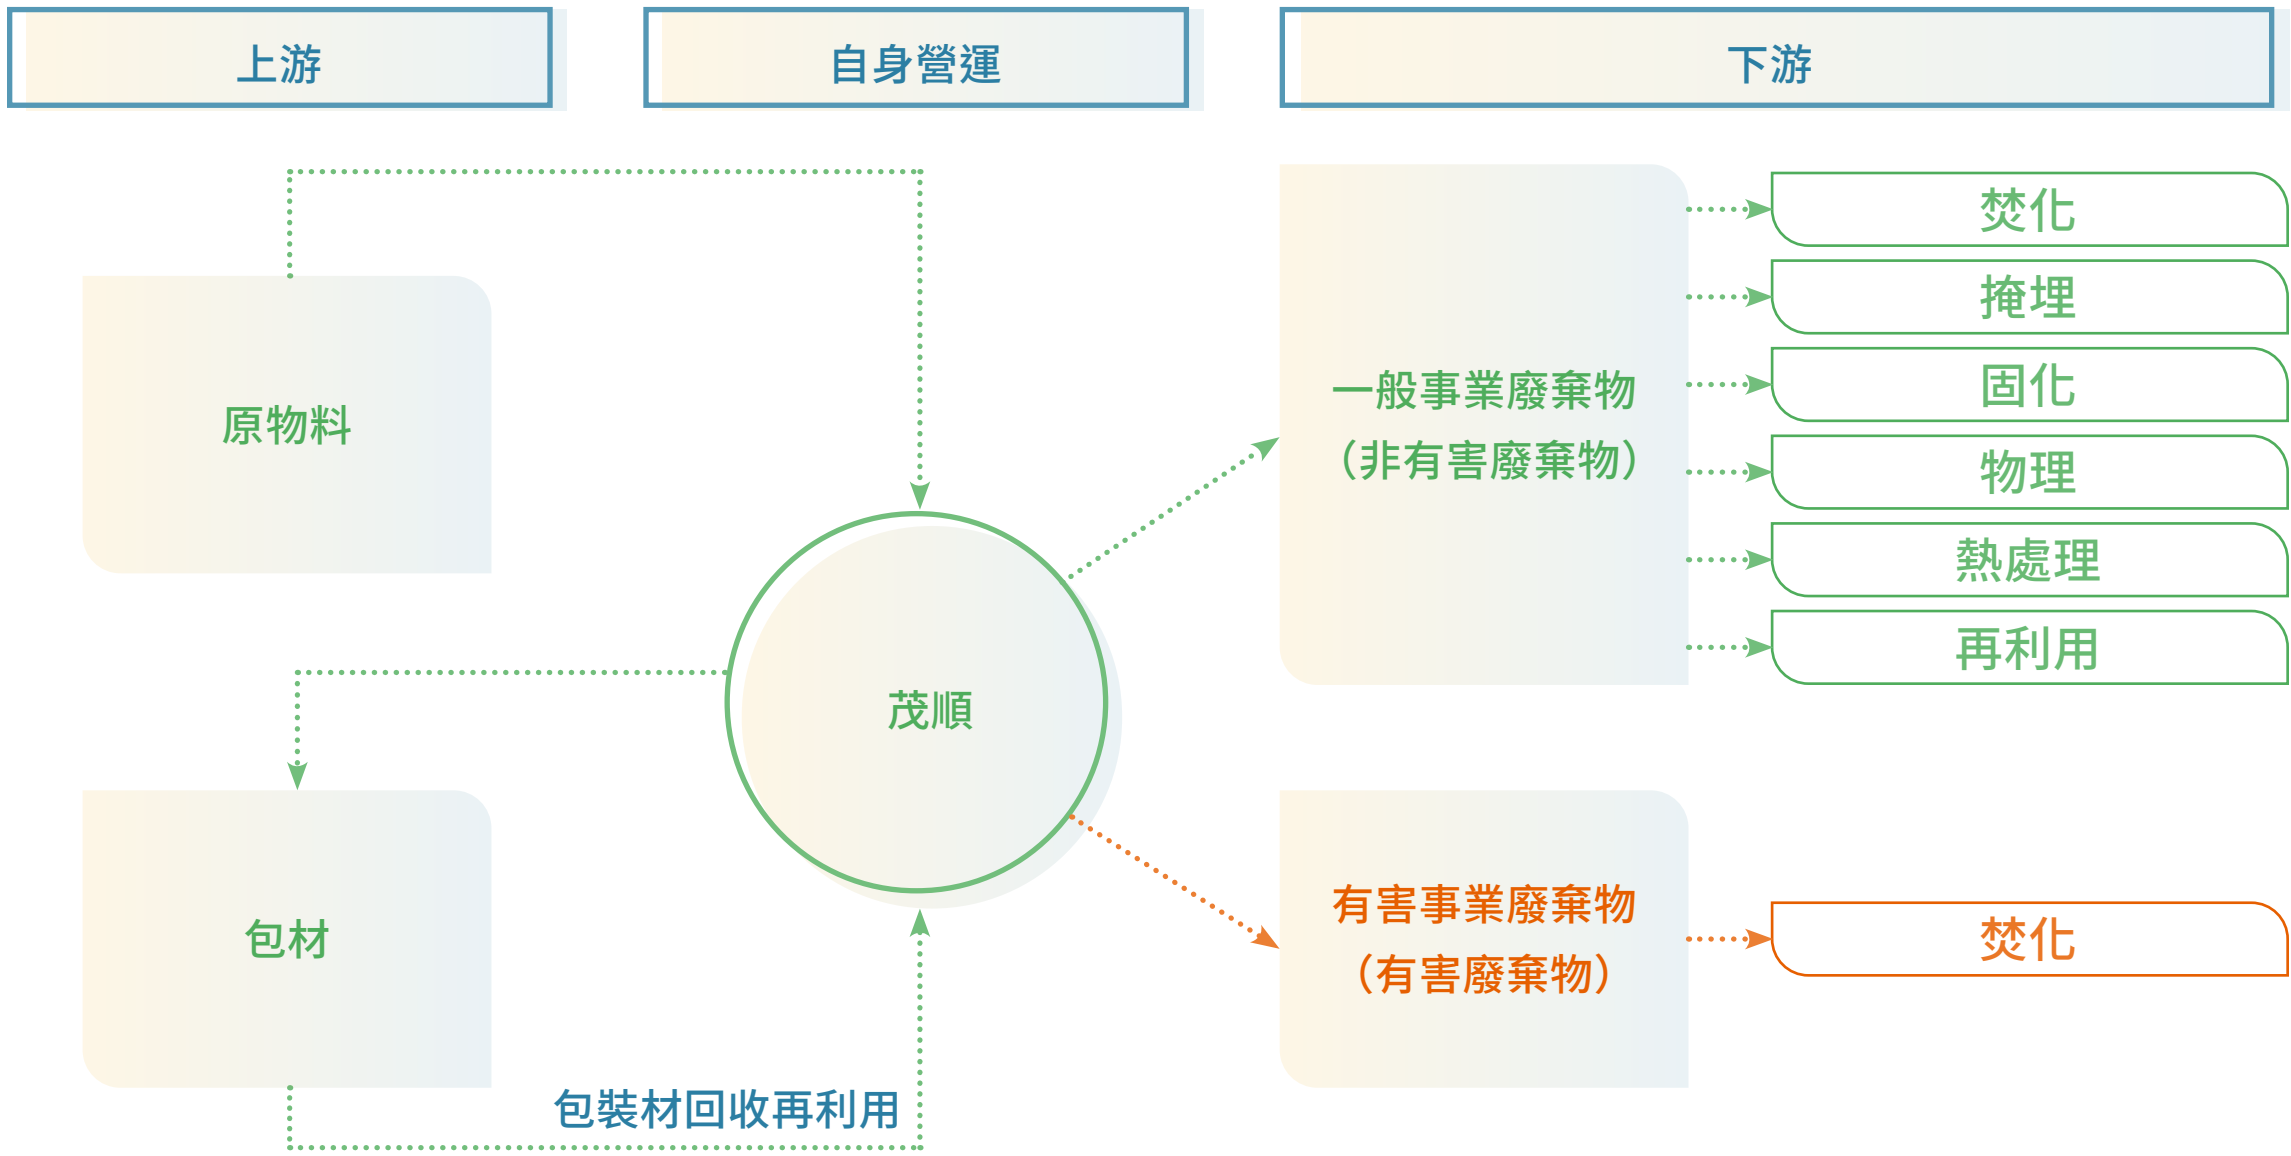 上游
自身營運
下游
原物料
包材
包裝材回收再利用
茂順
一般事業廢棄物
（非有害廢棄物）
焚化
掩埋
固化
物理
熱處理
再利用
有害事業廢棄物
（有害廢棄物）
焚化